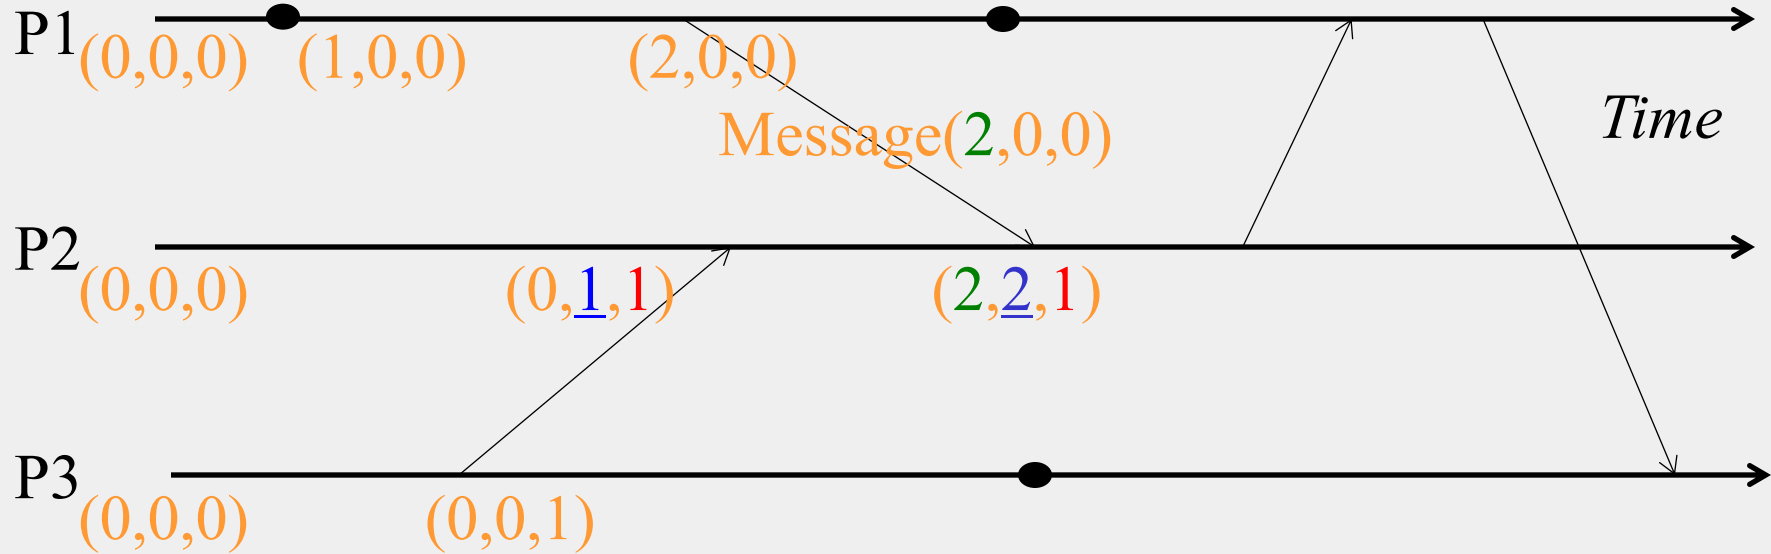 P1
(0,0,0) (1,0,0) (2,0,0)
Time
Message(2,0,0)
P2
(0,0,0) (0,1,1) (2,2,1)
P3
(0,0,0) (0,0,1)